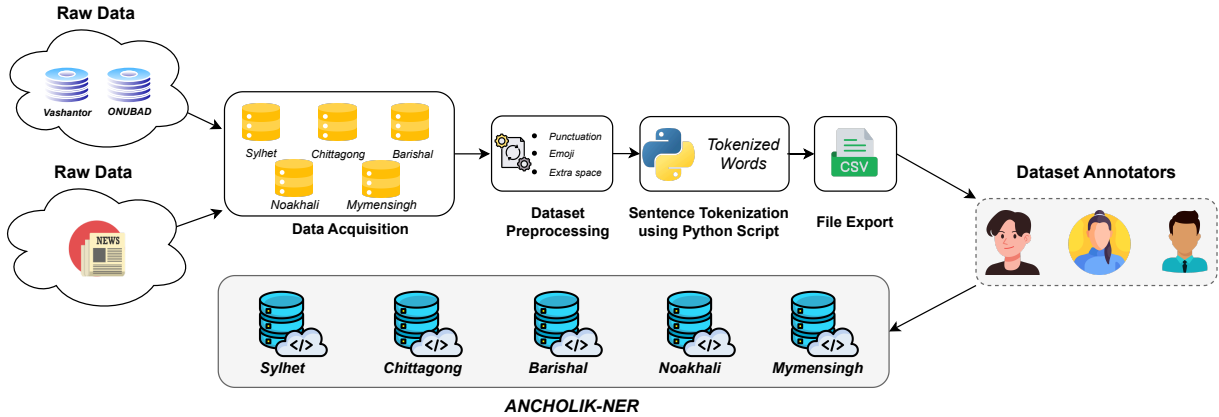 Raw Data
Vashantor
ONUBAD
Raw Data
NEWS
Sylhet
Chittagong
Barishal
Noakhali
Mymensingh
Data Acquisition
• Punctuation
• Emoji
• Extra space
Dataset
Preprocessing
Tokenized
Words
Sentence Tokenization
using Python Script
CSV
File Export
Dataset Annotators
</>
</>
</>
</>
</>
Sylhet
Chittagong
Barishal
Noakhali
Mymensingh
ANCHOLIK-NER